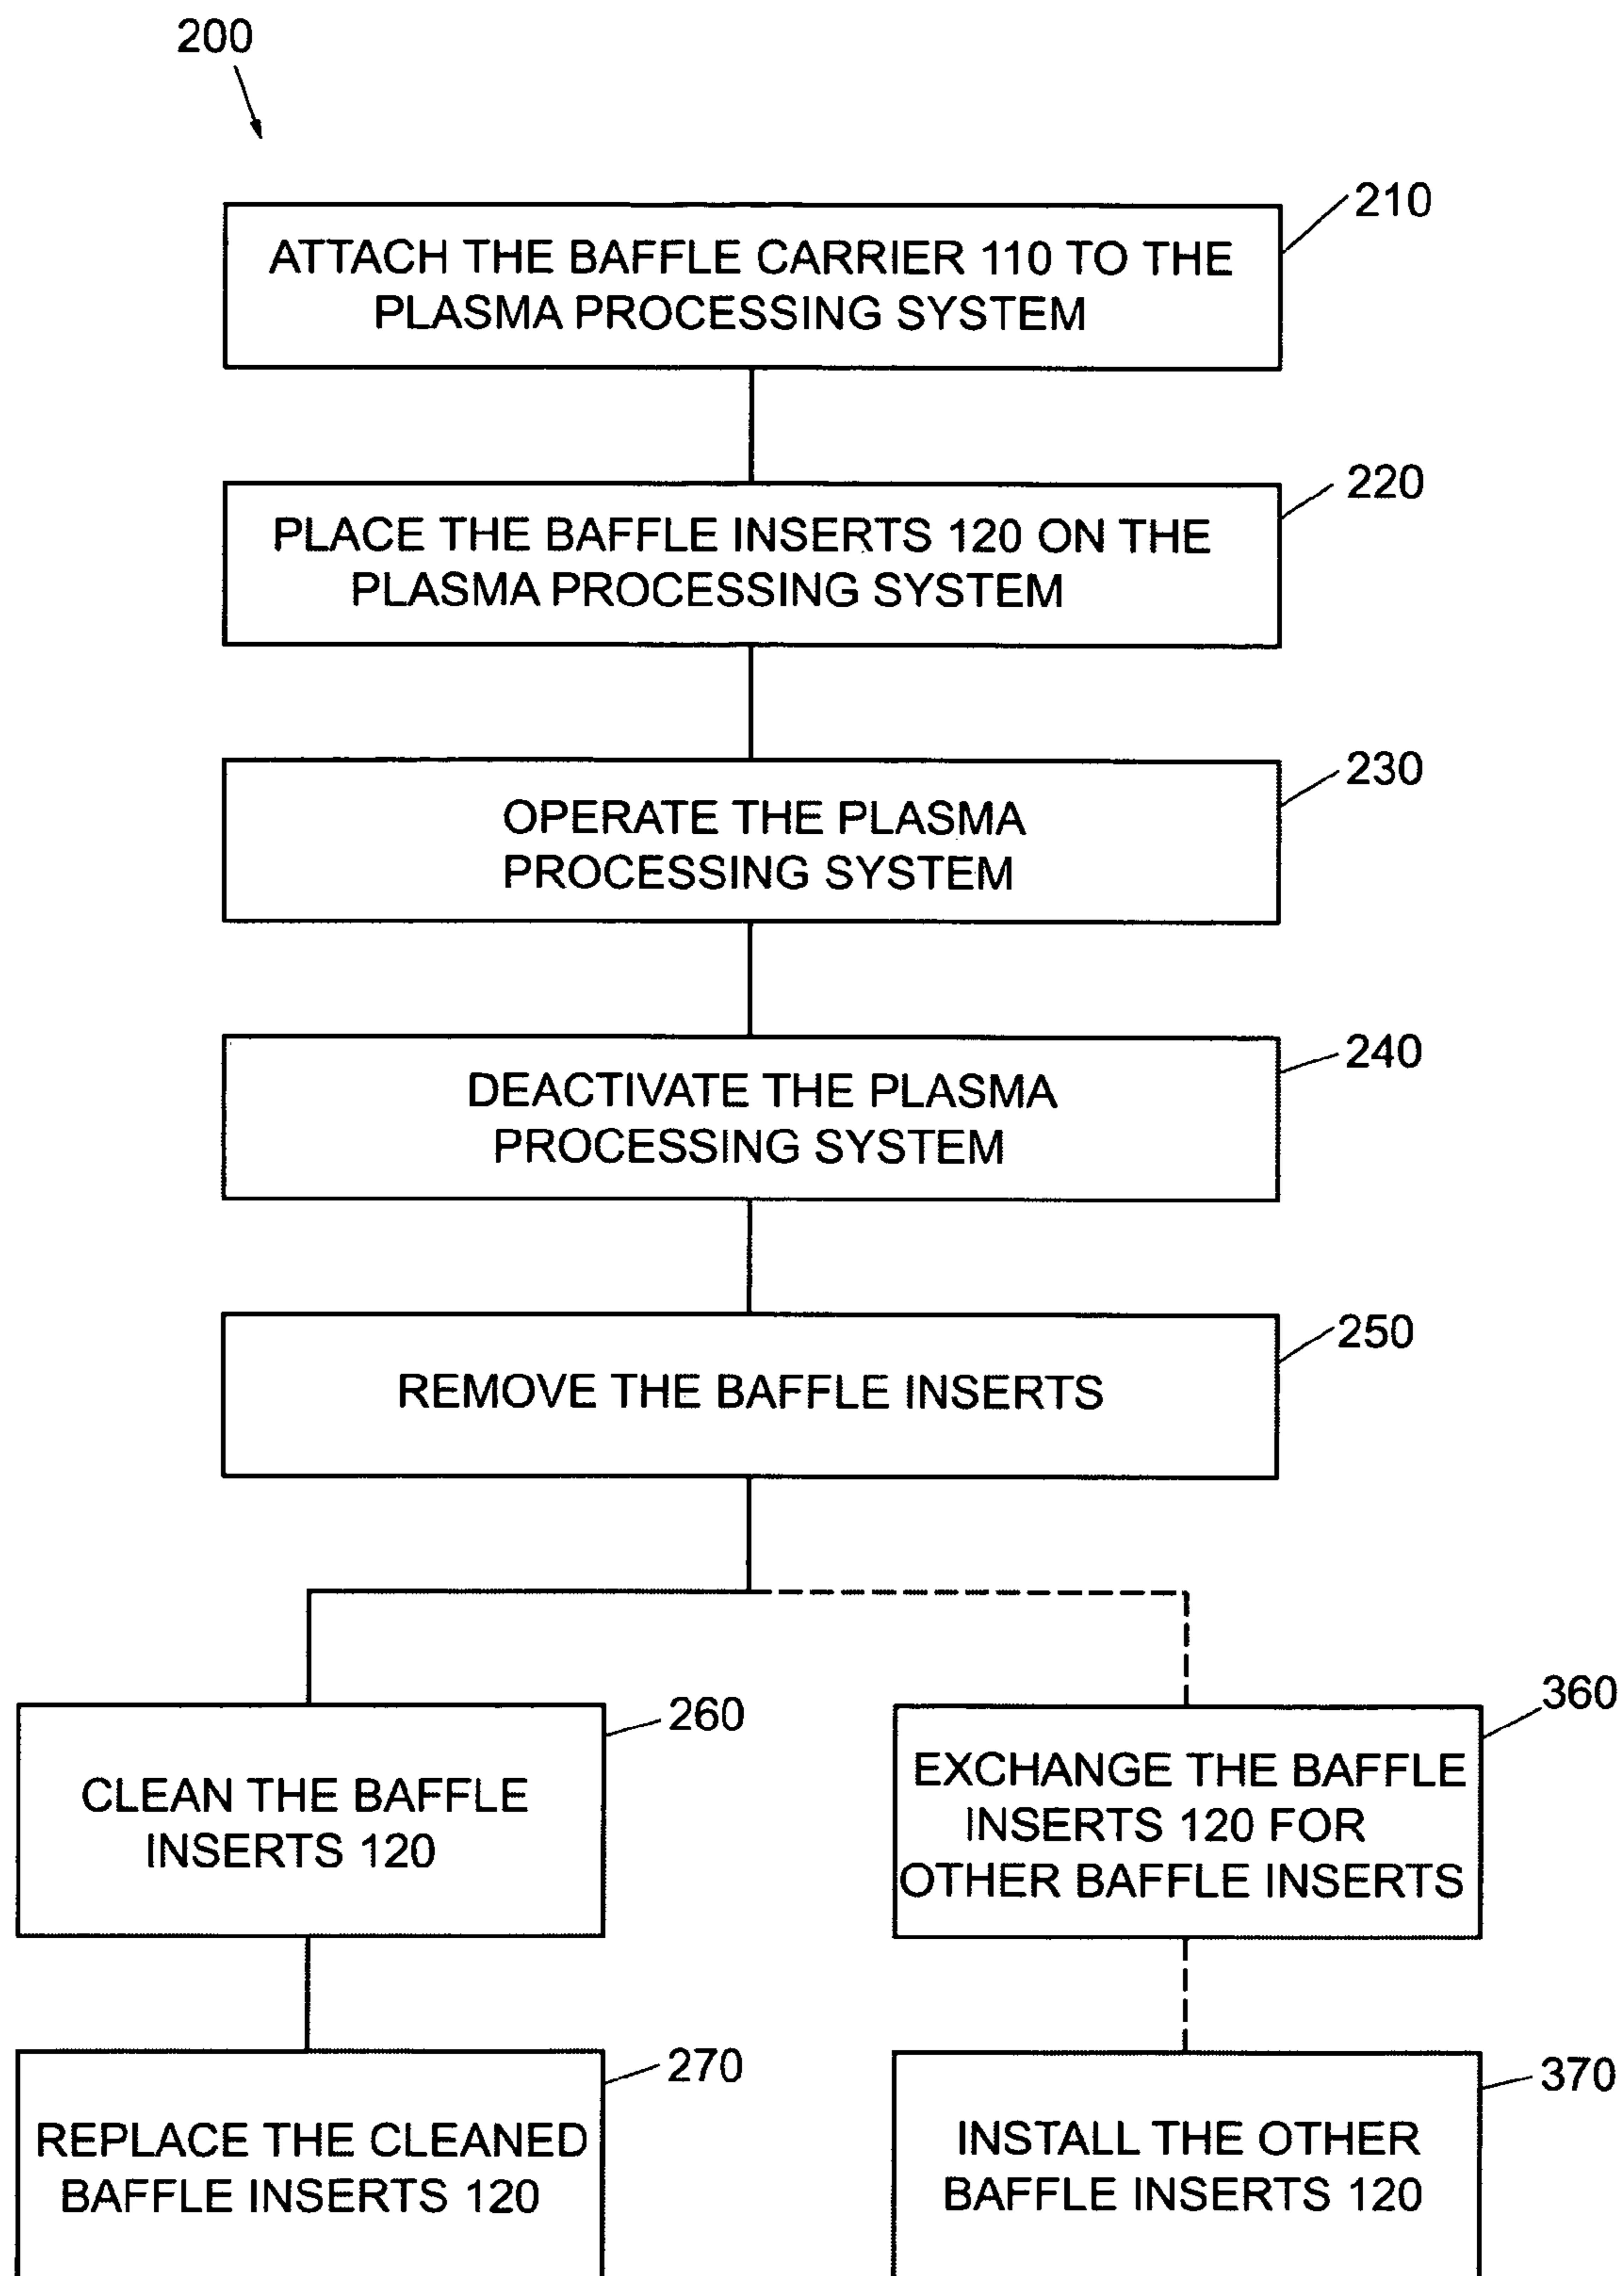 200
210
ATTACH THE BAFFLE CARRIER 110 TO THE
PLASMA PROCESSING SYSTEM
220
PLACE THE BAFFLE INSERTS 120 ON THE
PLASMA PROCESSING SYSTEM
230
OPERATE THE PLASMA
PROCESSING SYSTEM
240
DEACTIVATE THE PLASMA
PROCESSING SYSTEM
250
REMOVE THE BAFFLE INSERTS
260
CLEAN THE BAFFLE
INSERTS 120
360
EXCHANGE THE BAFFLE
INSERTS 120 FOR
OTHER BAFFLE INSERTS
270
REPLACE THE CLEANED
BAFFLE INSERTS 120
370
INSTALL THE OTHER
BAFFLE INSERTS 120